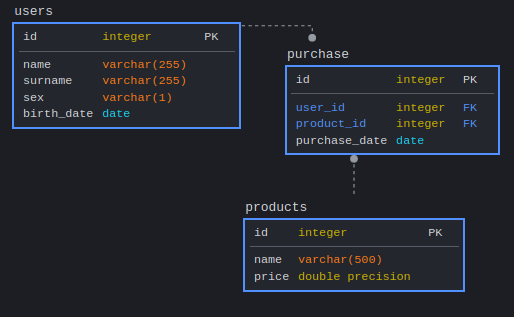 users
id integer PK
name varchar(255)
surname varchar(255)
sex varchar(1)
birth_date date
purchase
id integer PK
user_id integer FK
product_id integer FK
purchase_date date
products
id integer PK
name varchar(500)
price double precision